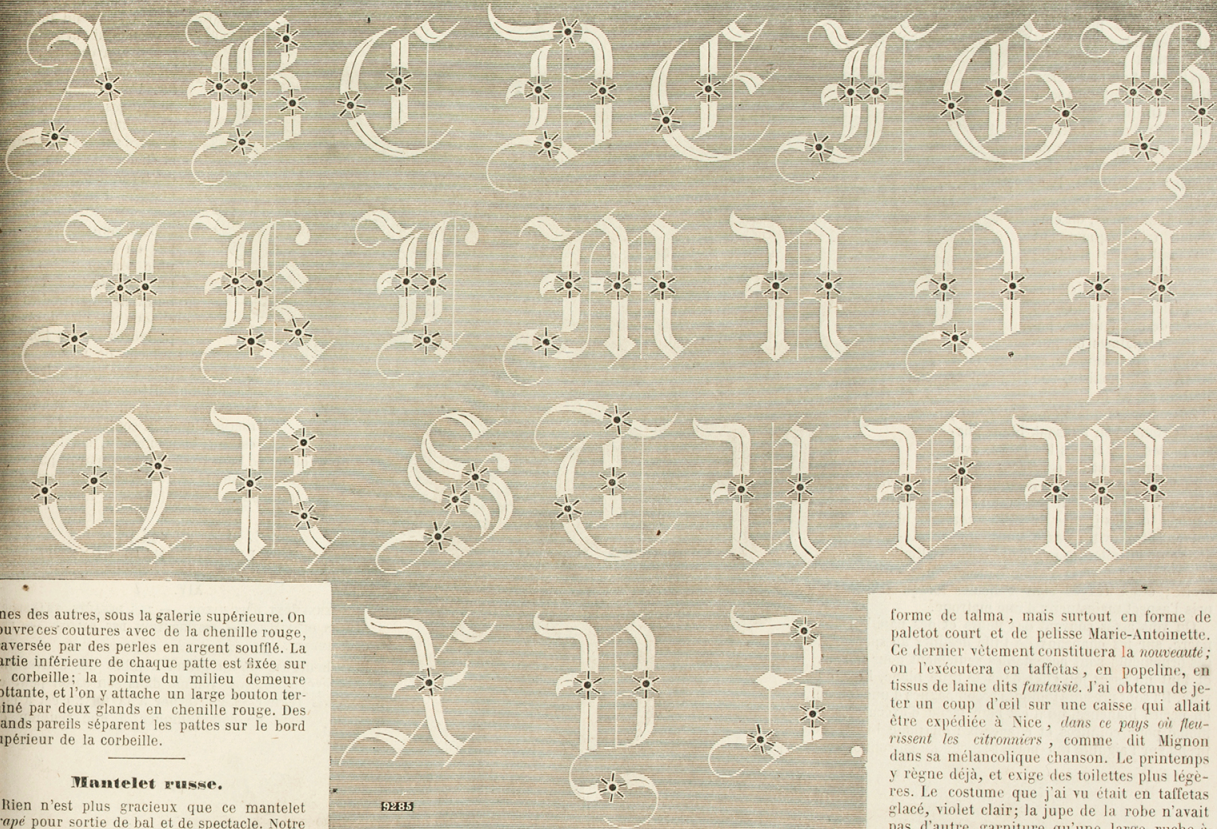 A B C D E F G H
I K L M N O P
Q R S T U V W
X Y Z
nes des autres, sous la galerie supérieure. On
ouvre ces coutures avec de la chenille rouge,
aversée par des perles en argent soufflé. La
artie inférieure de chaque patte est fixée sur
corbeille; la pointe du milieu demeure
ottante, et l'on y attache un large bouton ter-
iné par deux glands en chenille rouge. Des
ands pareils séparent les pattes sur le bord
upérieur de la corbeille.
Mantelet russe.
Rien n'est plus gracieux que ce mantelet
rapé pour sortie de bal et de spectacle. Notre
9285
forme de talma, mais surtout en forme de
paletot court et de pelisse Marie-Antoinette.
Ce dernier vêtement constituera la nouveauté;
on l'exécutera en taffetas, en popeline, en
tissus de laine dits fantaisie. J'ai obtenu de je-
ter un coup d'œil sur une caisse qui allait
être expédiée à Nice, dans ce pays où fleu-
rissent les citronniers, comme dit Mignon
dans sa mélancolique chanson. Le printemps
y règne déjà, et exige des toilettes plus légè-
res. Le costume que j'ai vu était en taffetas
glacé, violet clair; la jupe de la robe n'avait
pas d'autre garniture qu'une large ruche à